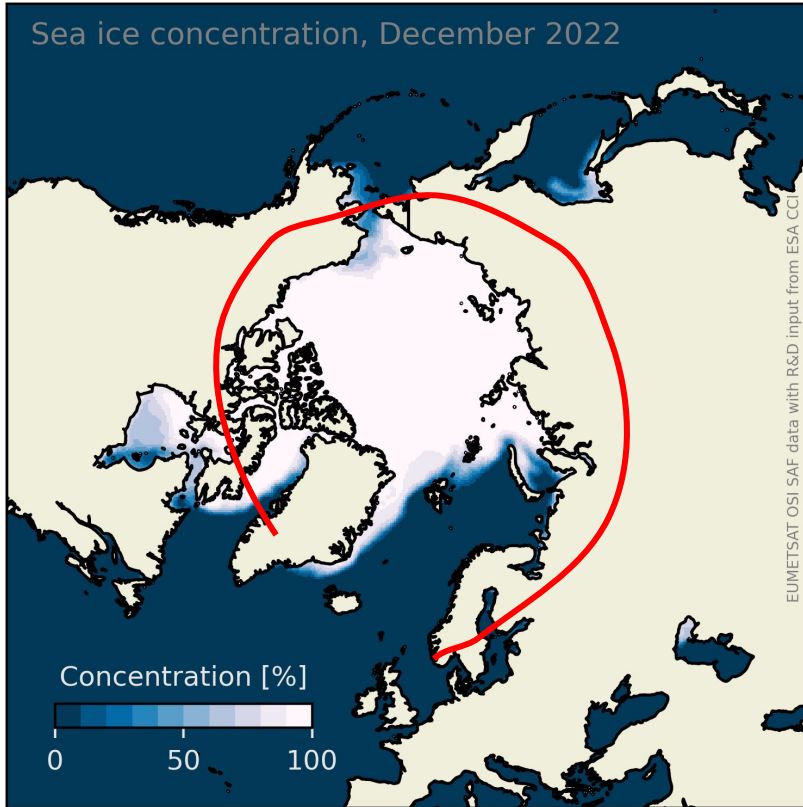 Sea ice concentration, December 2022
EUMETSAT OSI SAF data with R&D input from ESA CCI
Concentration [%]
0 50 100